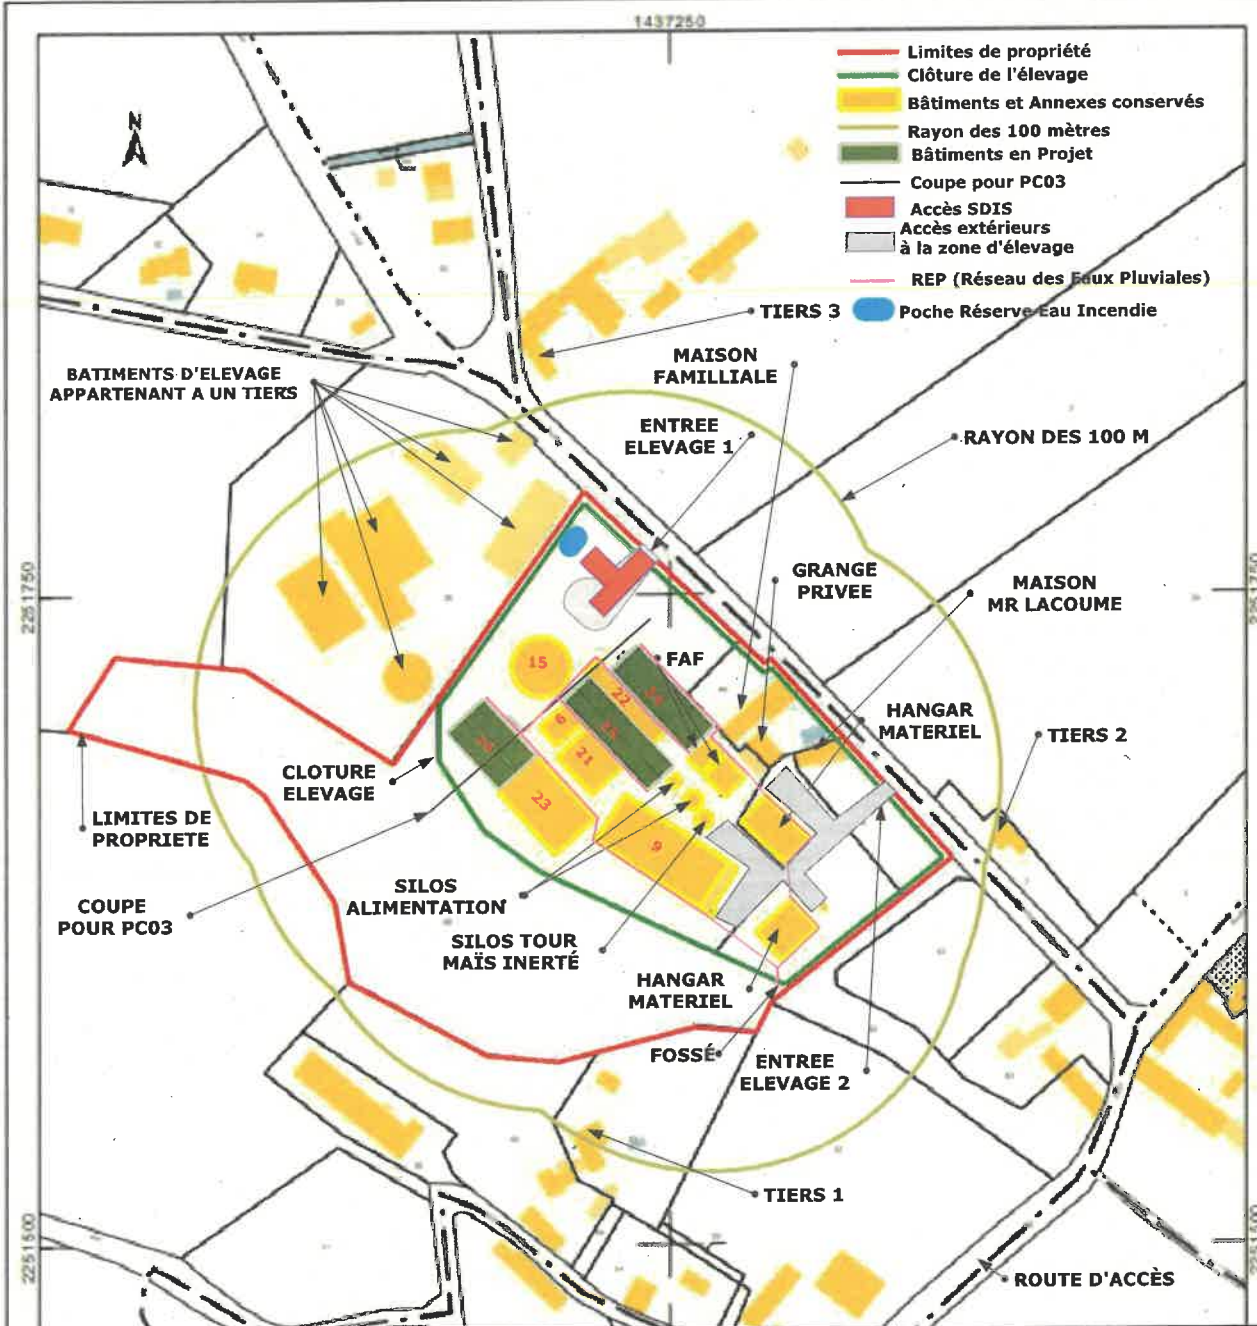 1437250
Limites de propriété
Clôture de l'élevage
Bâtiments et Annexes conservés
Rayon des 100 mètres
Bâtiments en Projet
Coupe pour PC03
Accès SDIS
Accès extérieurs
à la zone d'élevage
REP (Réseau des Eaux Pluviales)
Poche Réserve Eau Incendie
N
TIERS 3
MAISON
FAMILLIALE
BATIMENTS D'ELEVAGE
APPARTENANT A UN TIERS
ENTREE
ELEVAGE 1
RAYON DES 100 M
2251750
GRANGE
PRIVEE
MAISON
MR LACOUME
FAF
15
22
6
21
23
9
HANGAR
MATERIEL
TIERS 2
CLOTURE
ELEVAGE
LIMITES DE
PROPRIETE
COUPE
POUR PC03
SILOS
ALIMENTATION
SILOS TOUR
MAÏS INERTÉ
HANGAR
MATERIEL
FOSSÉ
ENTREE
ELEVAGE 2
TIERS 1
2251500
ROUTE D'ACCÈS